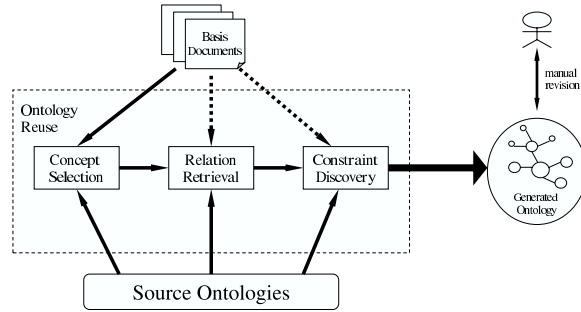 Basis
Documents
manual
revision
Ontology
Reuse
Concept
Selection
Relation
Retrieval
Constraint
Discovery
Generated
Ontology
Source Ontologies